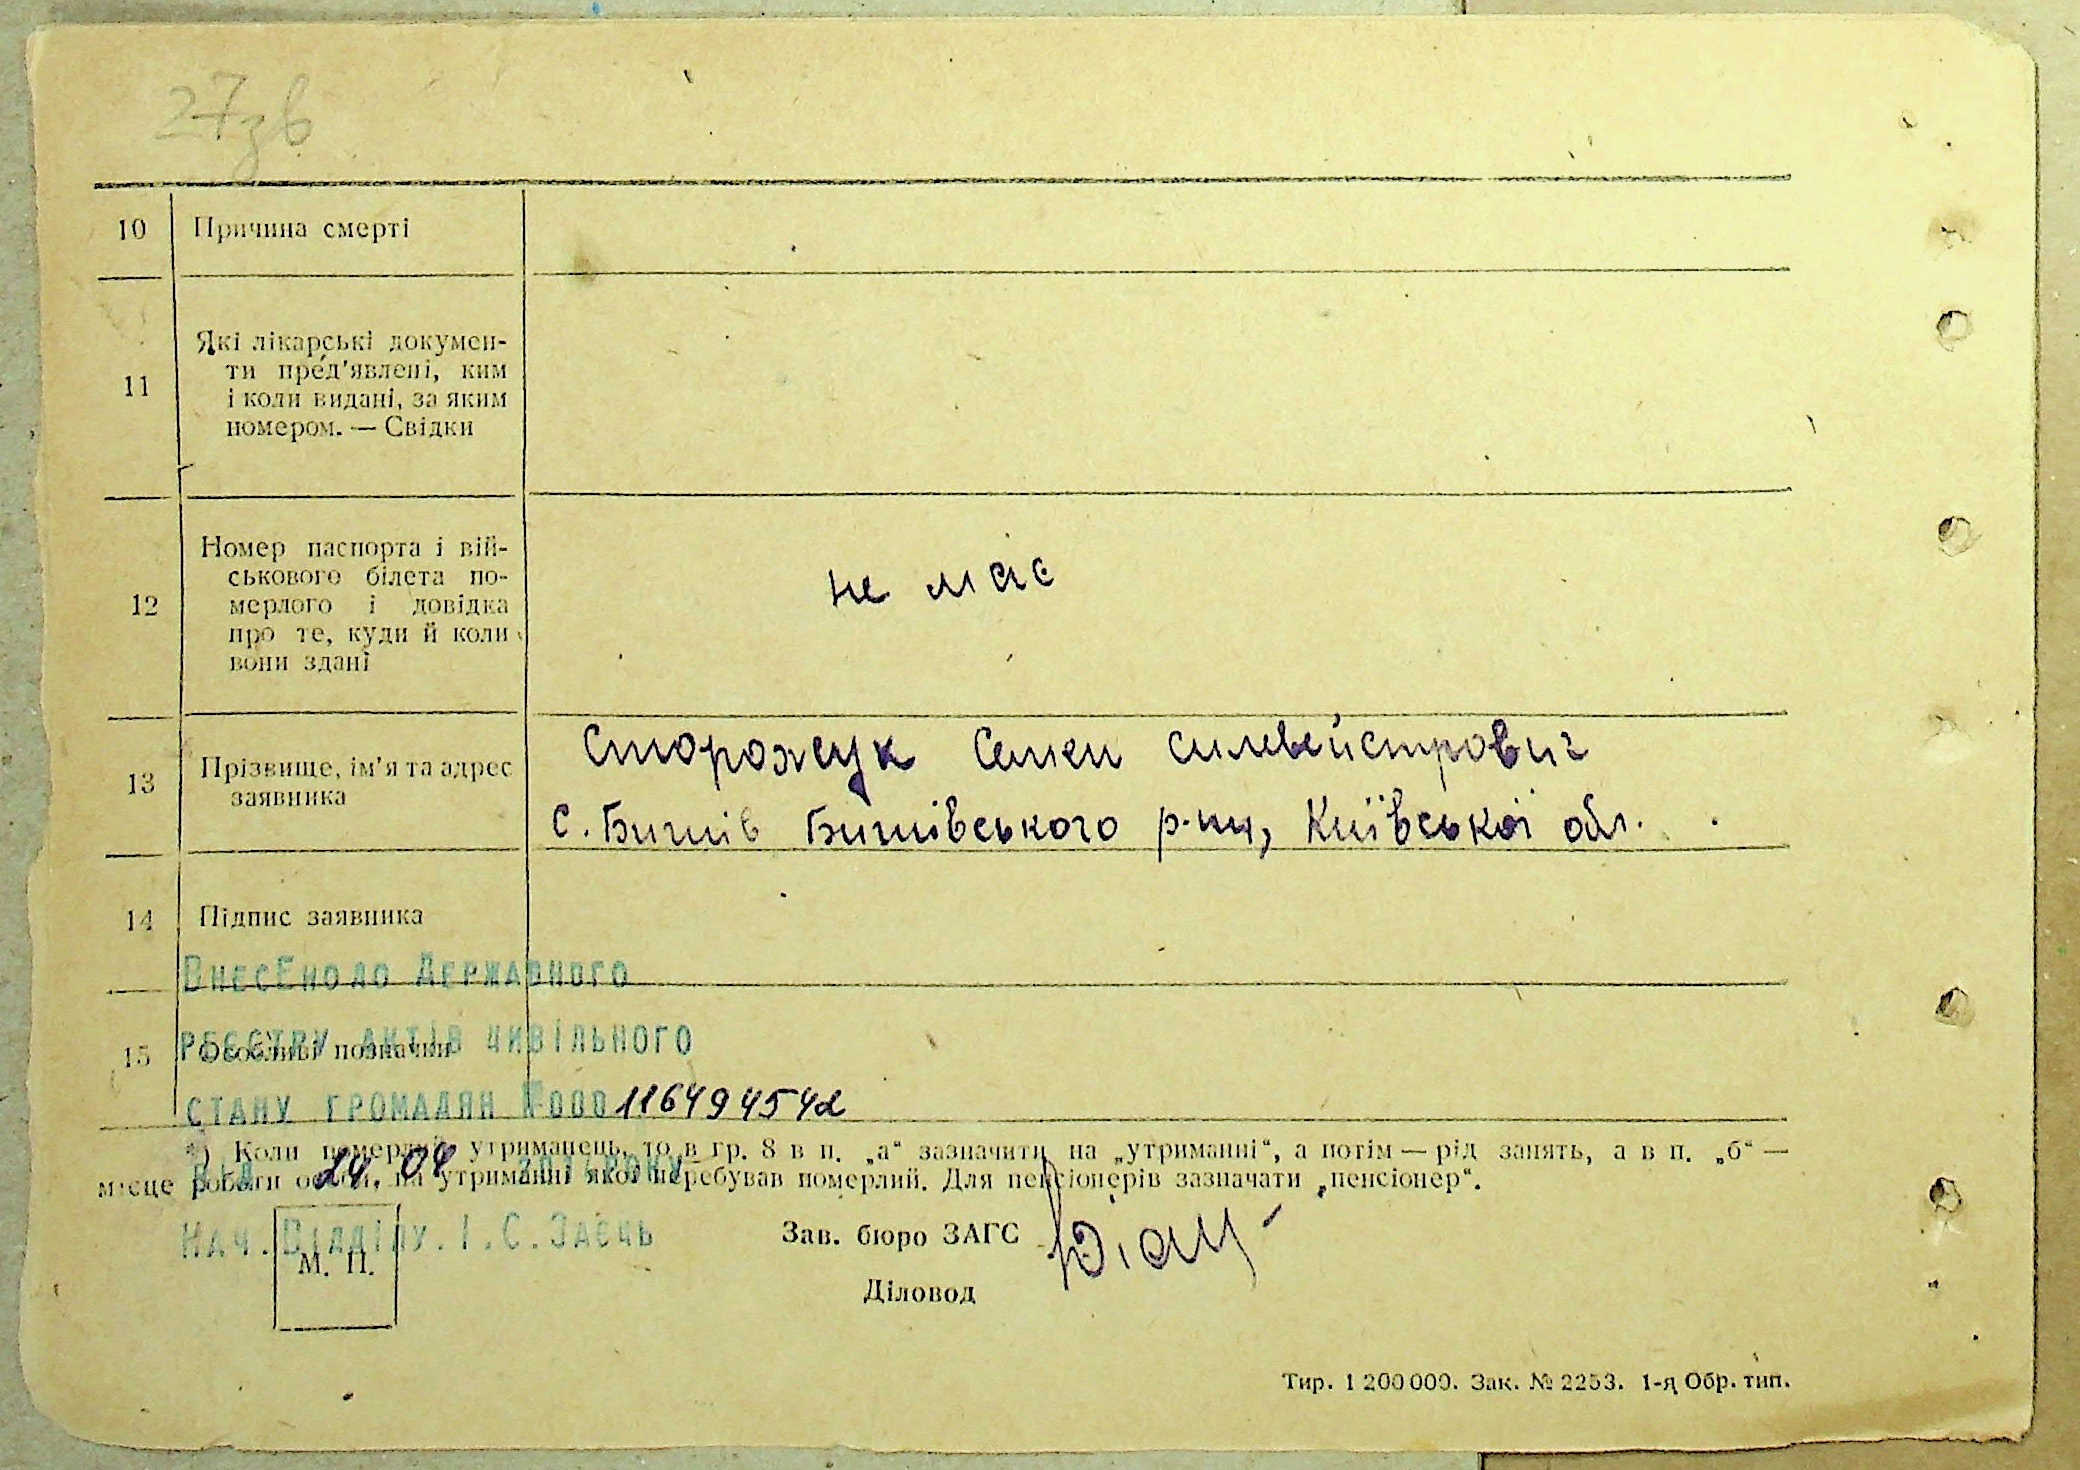 27зв
10 Причина смерті
11 Які лікарські докумен-
ти пред'явлені, ким
і коли видані, за яким
номером. — Свідки
12 Номер паспорта і вій-
ськового білета по-
мерлого і довідка
про те, куди й коли
вони здані
не має
13 Прізвище, ім'я та адрес
заявника
Сторожук Семен Силевейстрович
с. Бишів Бишівського р-ну, Київської обл.
14 Підпис заявника
ВнесЕнодо Державного
15 Особливі позначки
реєстру актів цивільного
стану громадян №000 11649454
*) Коли померлий утриманець, то в гр. 8 в п. „а“ зазначити на „утриманні“, а потім — рід занять, а в п. „б“ —
місце роботи особи, на утриманні якої перебував померлий. Для пенсіонерів зазначати „пенсіонер“.
від 24. 04
Нач. Відділу. І. С. Заєць
М. П.
Зав. бюро ЗАГС
Діловод
Тир. 1 200 000. Зак. № 2253. 1-я Обр. тип.